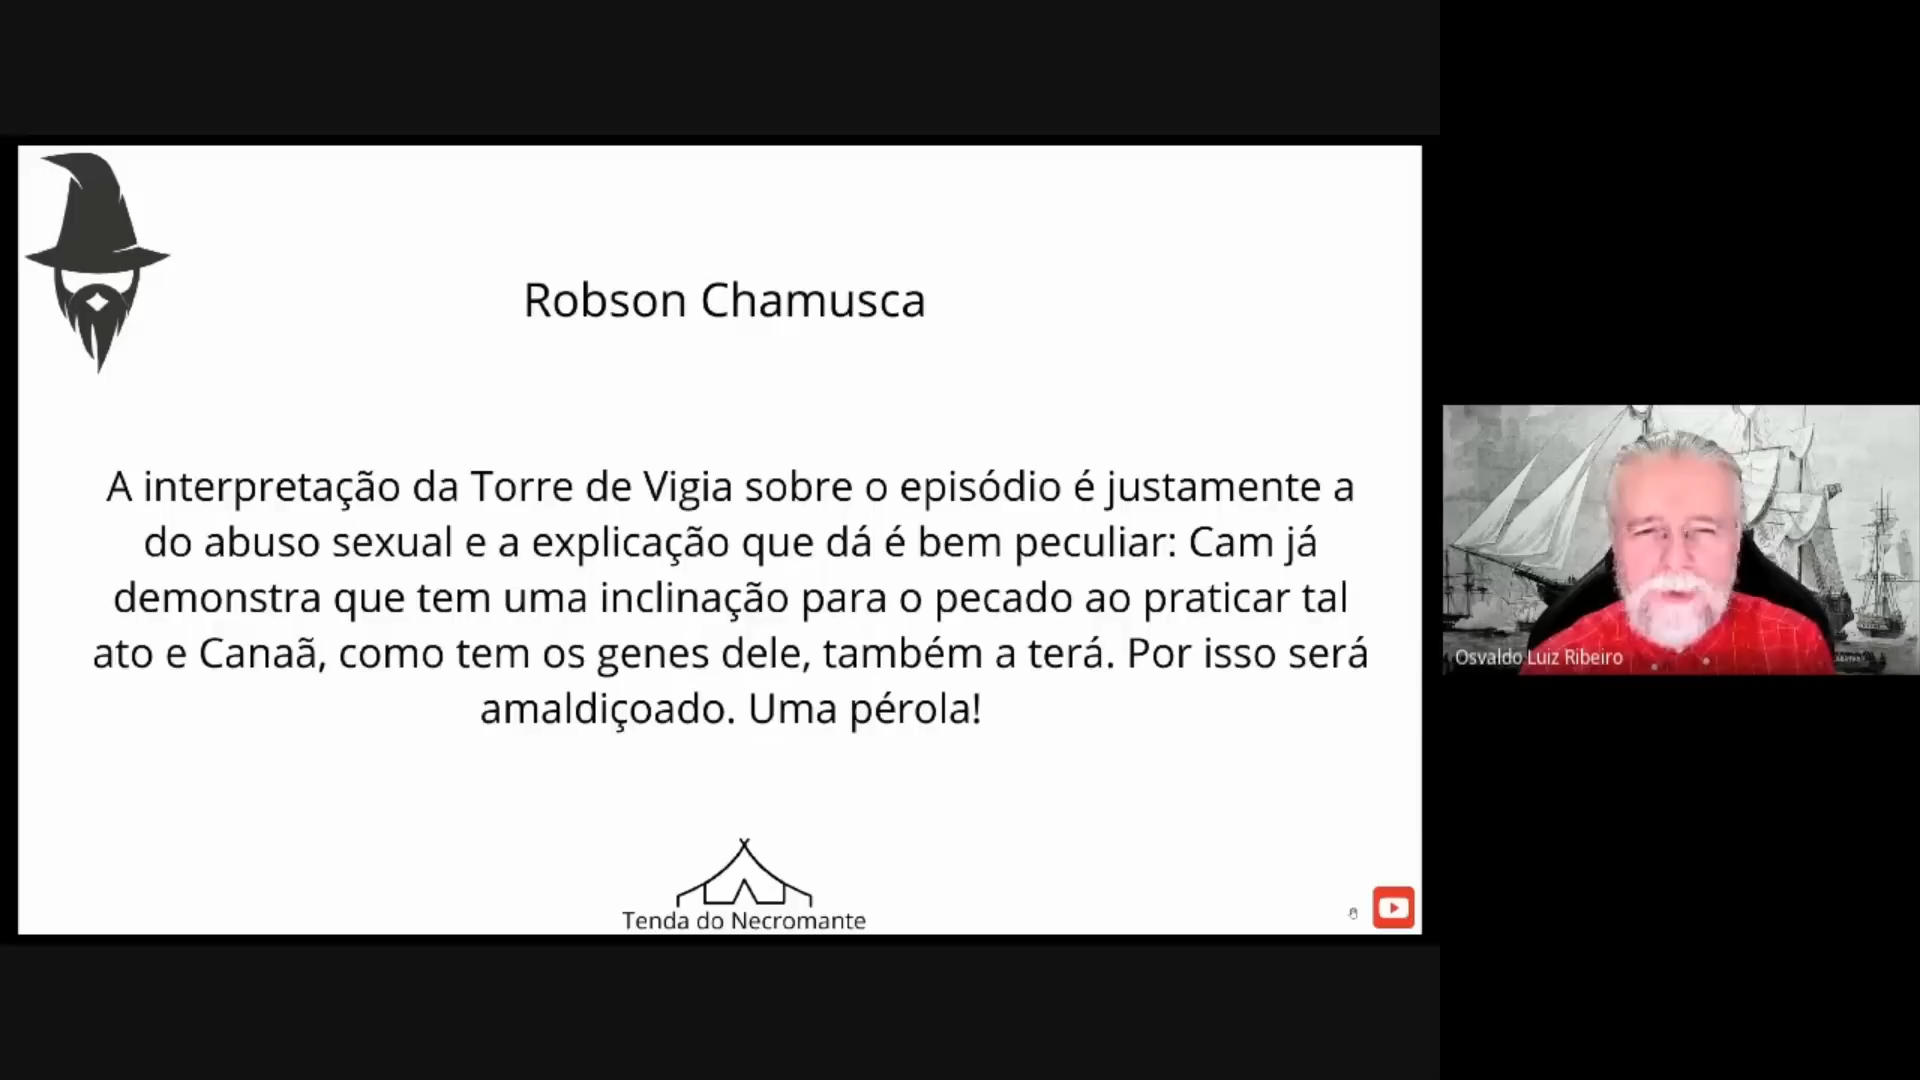 Robson Chamusca
A interpretação da Torre de Vigia sobre o episódio é justamente a
do abuso sexual e a explicação que dá é bem peculiar: Cam já
demonstra que tem uma inclinação para o pecado ao praticar tal
ato e Canaã, como tem os genes dele, também a terá. Por isso será
amaldiçoado. Uma pérola!
Tenda do Necromante
Osvaldo Luiz Ribeiro